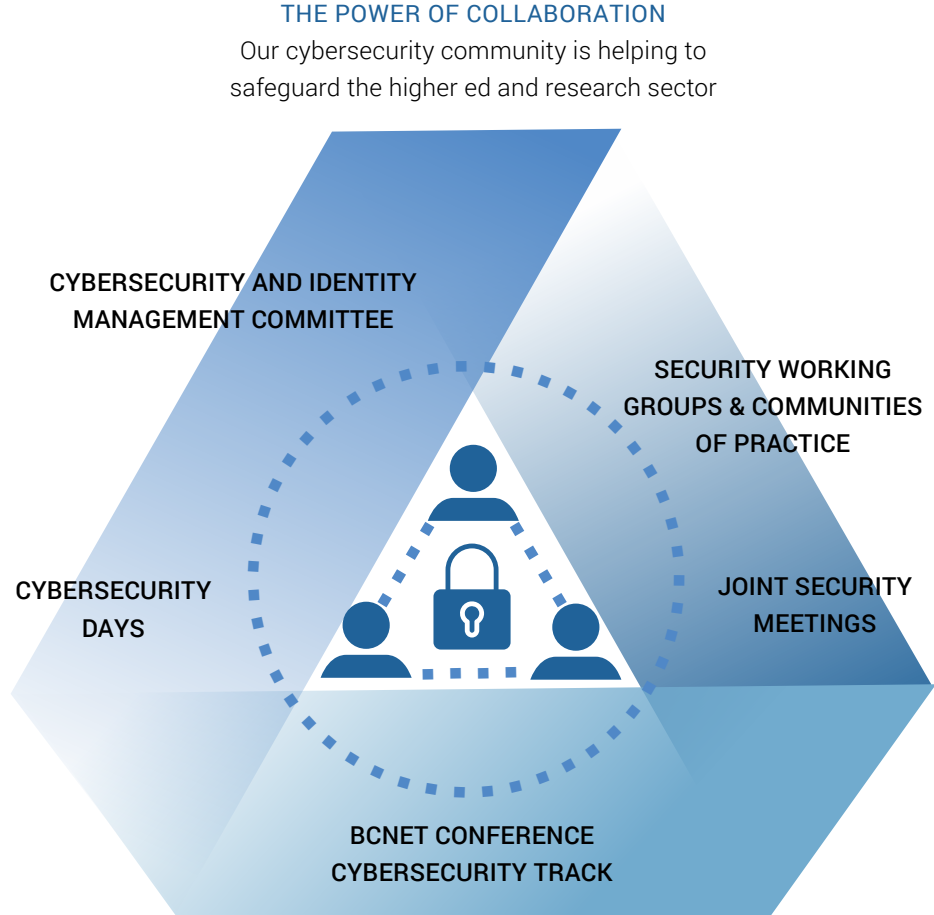 THE POWER OF COLLABORATION
Our cybersecurity community is helping to
safeguard the higher ed and research sector
CYBERSECURITY AND IDENTITY
MANAGEMENT COMMITTEE
SECURITY WORKING
GROUPS & COMMUNITIES
OF PRACTICE
CYBERSECURITY
DAYS
JOINT SECURITY
MEETINGS
BCNET CONFERENCE
CYBERSECURITY TRACK